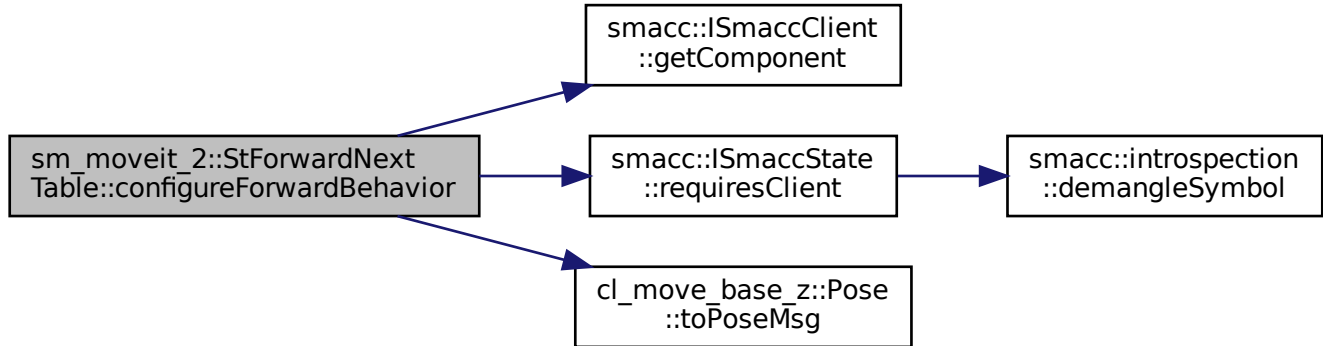 smacc::ISmaccClient
::getComponent
sm_moveit_2::StForwardNext
Table::configureForwardBehavior
smacc::ISmaccState
::requiresClient
smacc::introspection
::demangleSymbol
cl_move_base_z::Pose
::toPoseMsg